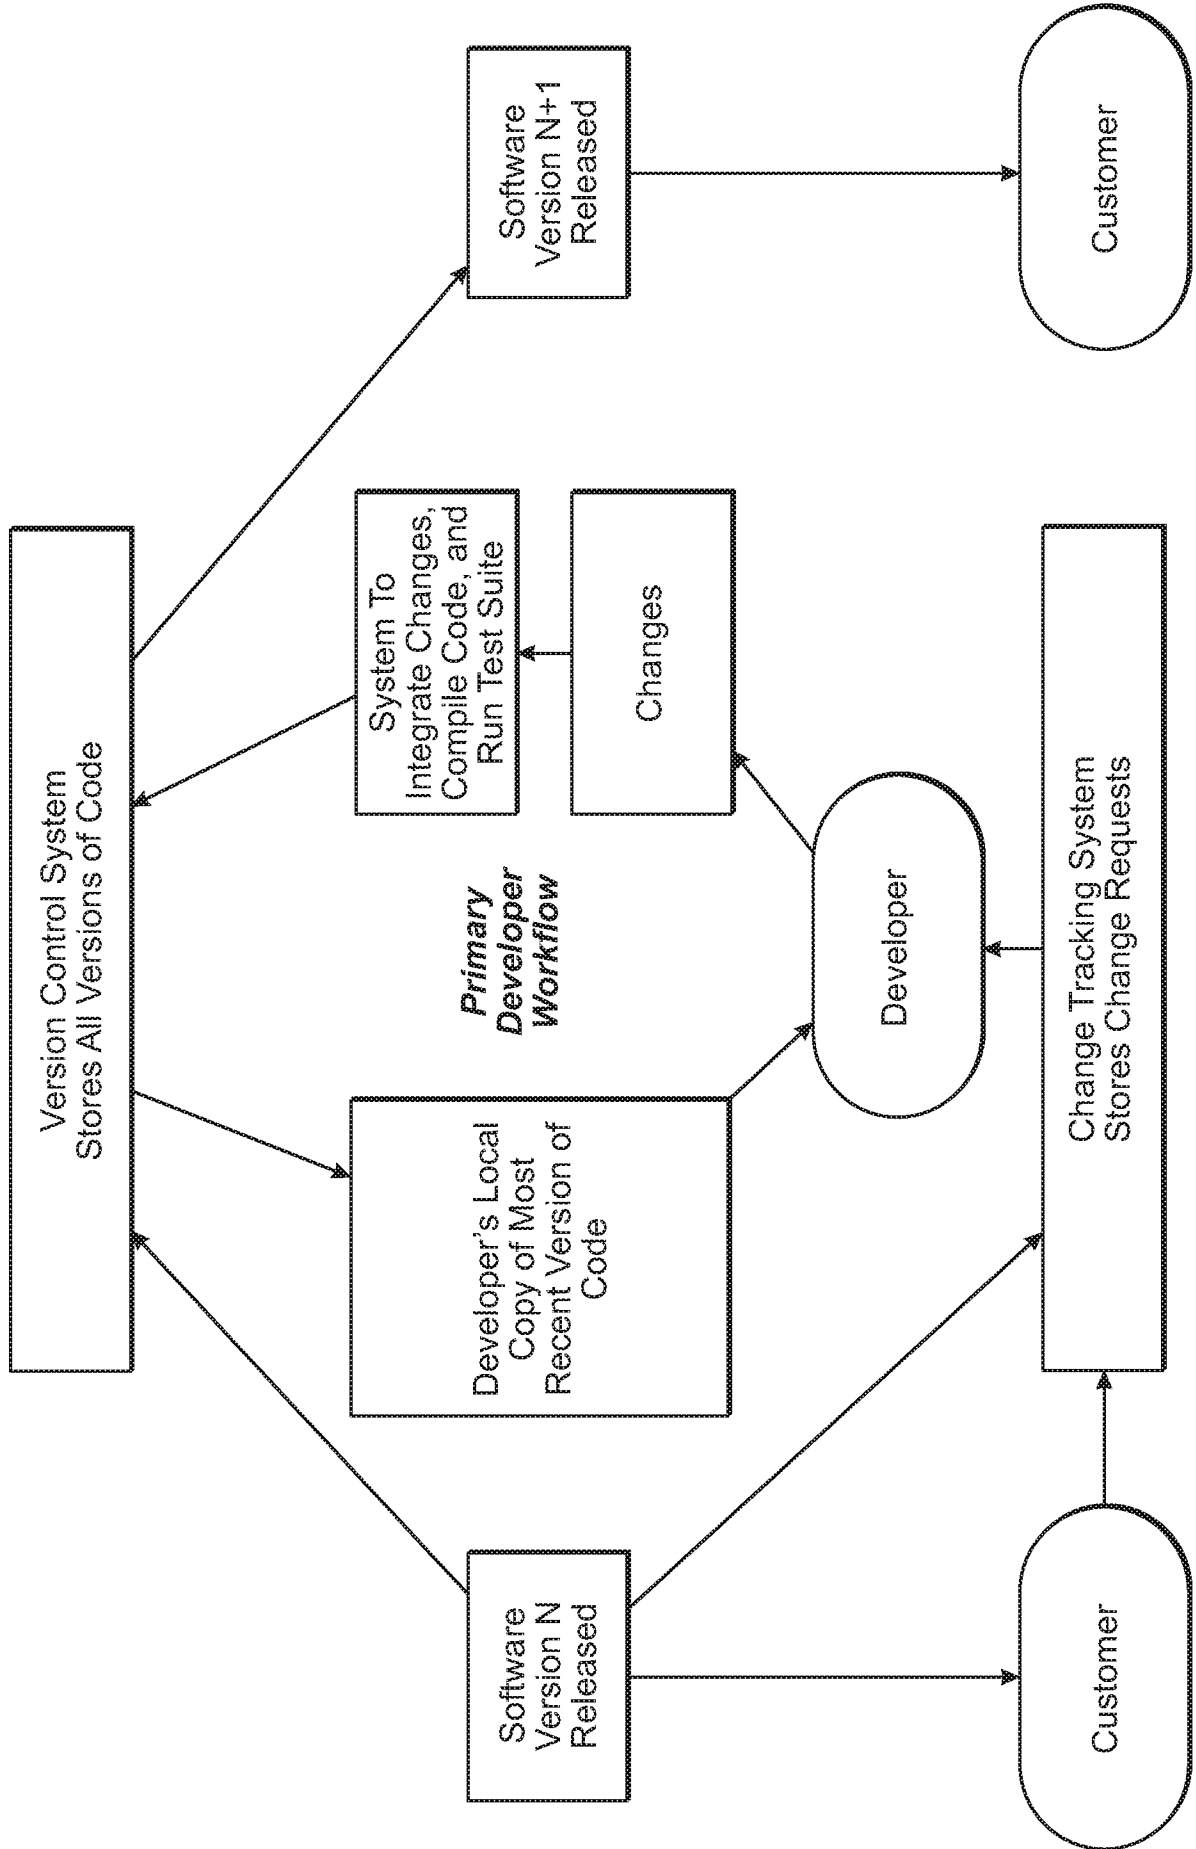 Version Control System
Stores All Versions of Code
Software
Version N
Released
Developer's Local
Copy of Most
Recent Version of
Code
Primary
Developer
Workflow
System To
Integrate Changes,
Compile Code, and
Run Test Suite
Changes
Software
Version N+1
Released
Developer
Customer
Change Tracking System
Stores Change Requests
Customer